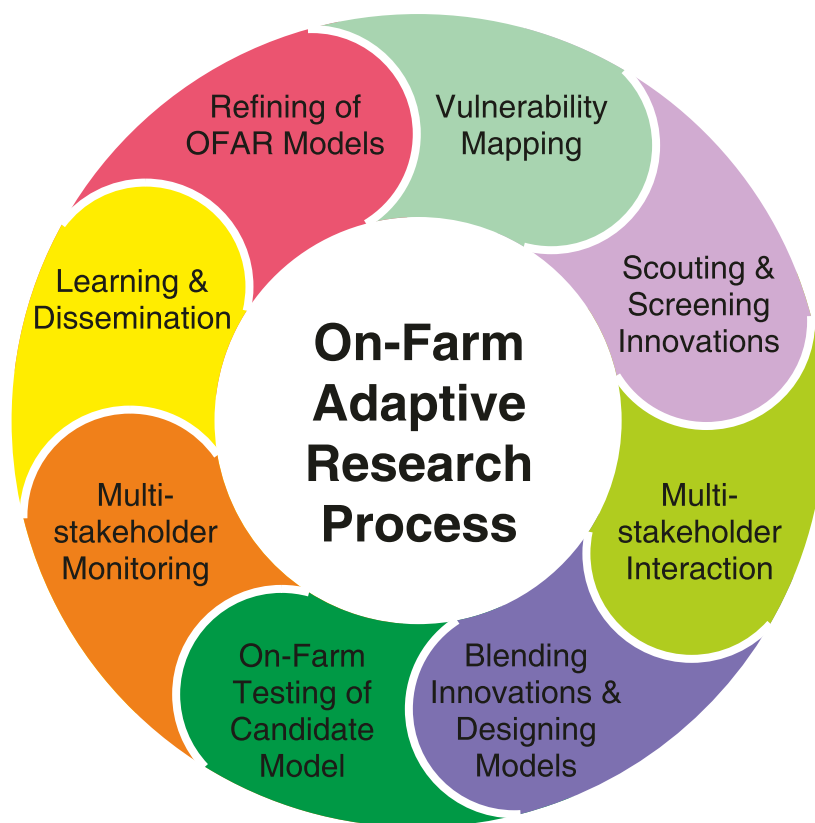 On-Farm
Adaptive
Research
Process
Vulnerability
Mapping
Scouting &
Screening
Innovations
Multi-
stakeholder
Interaction
Blending
Innovations &
Designing
Models
On-Farm
Testing of
Candidate
Model
Multi-
stakeholder
Monitoring
Learning &
Dissemination
Refining of
OFAR Models